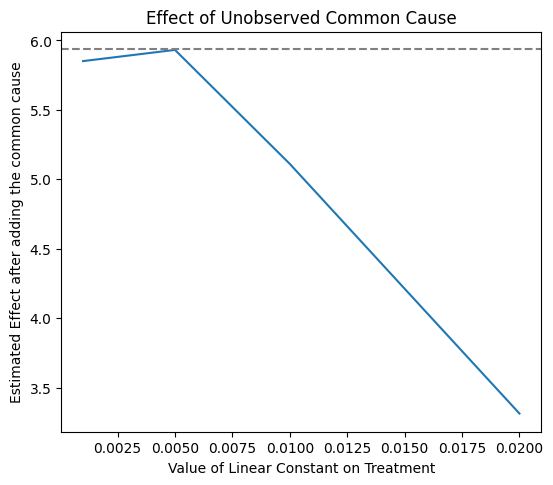 Effect of Unobserved Common Cause
Estimated Effect after adding the common cause
6.0
5.5
5.0
4.5
4.0
3.5
0.0025 0.0050 0.0075 0.0100 0.0125 0.0150 0.0175 0.0200
Value of Linear Constant on Treatment